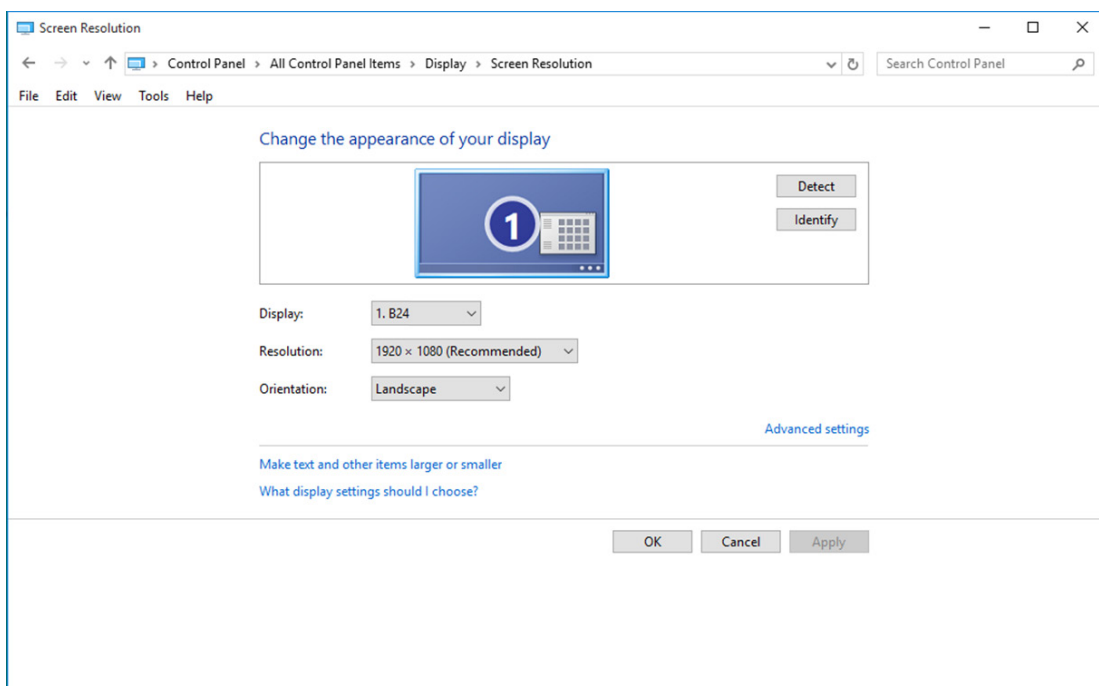 Screen Resolution
Control Panel > All Control Panel Items > Display > Screen Resolution
Search Control Panel
File Edit View Tools Help
Change the appearance of your display
1
Detect
Identify
Display: 1. B24
Resolution: 1920 × 1080 (Recommended)
Orientation: Landscape
Advanced settings
Make text and other items larger or smaller
What display settings should I choose?
OK Cancel Apply